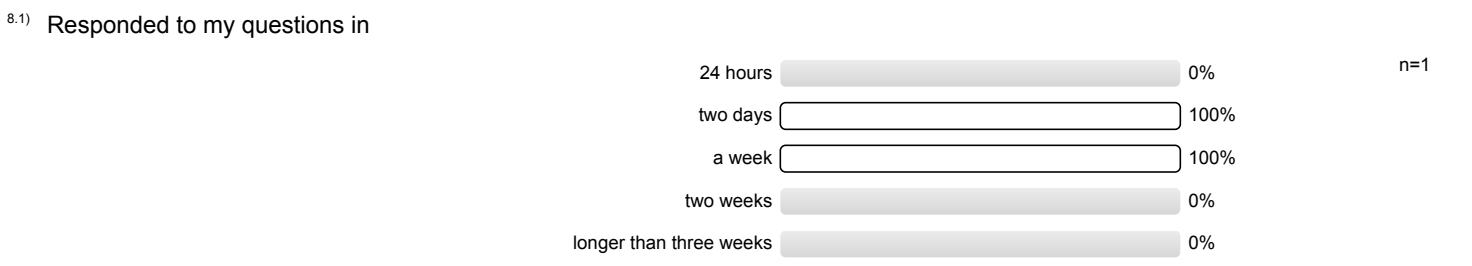 8.1) Responded to my questions in
24 hours 0% n=1
two days 100%
a week 100%
two weeks 0%
longer than three weeks 0%